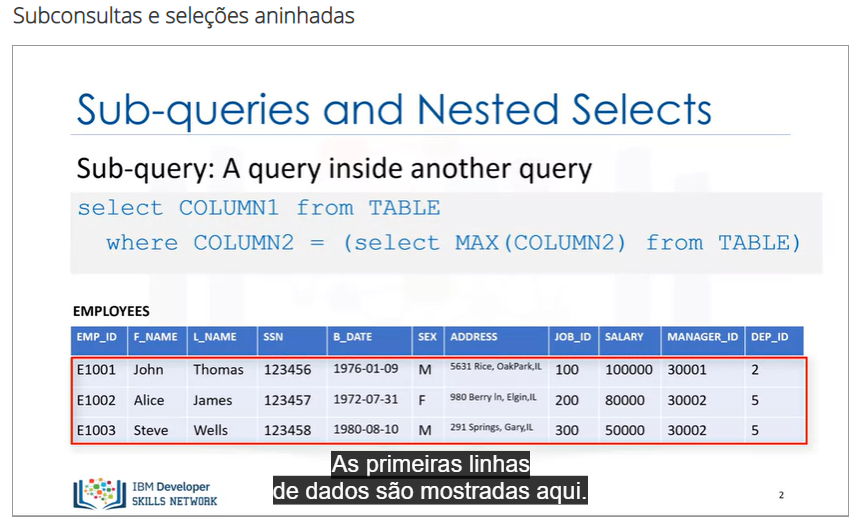 Subconsultas e seleções aninhadas
Sub-queries and Nested Selects
Sub-query: A query inside another query
select COLUMN1 from TABLE
where COLUMN2 = (select MAX(COLUMN2) from TABLE)
EMPLOYEES
EMP_ID F_NAME L_NAME SSN B_DATE SEX ADDRESS JOB_ID SALARY MANAGER_ID DEP_ID
E1001 John Thomas 123456 1976-01-09 M 5631 Rice, OakPark,IL 100 100000 30001 2
E1002 Alice James 123457 1972-07-31 F 980 Berry ln, Elgin,IL 200 80000 30002 5
E1003 Steve Wells 123458 1980-08-10 M 291 Springs, Gary,IL 300 50000 30002 5
As primeiras linhas
de dados são mostradas aqui.
IBM Developer
SKILLS NETWORK
2